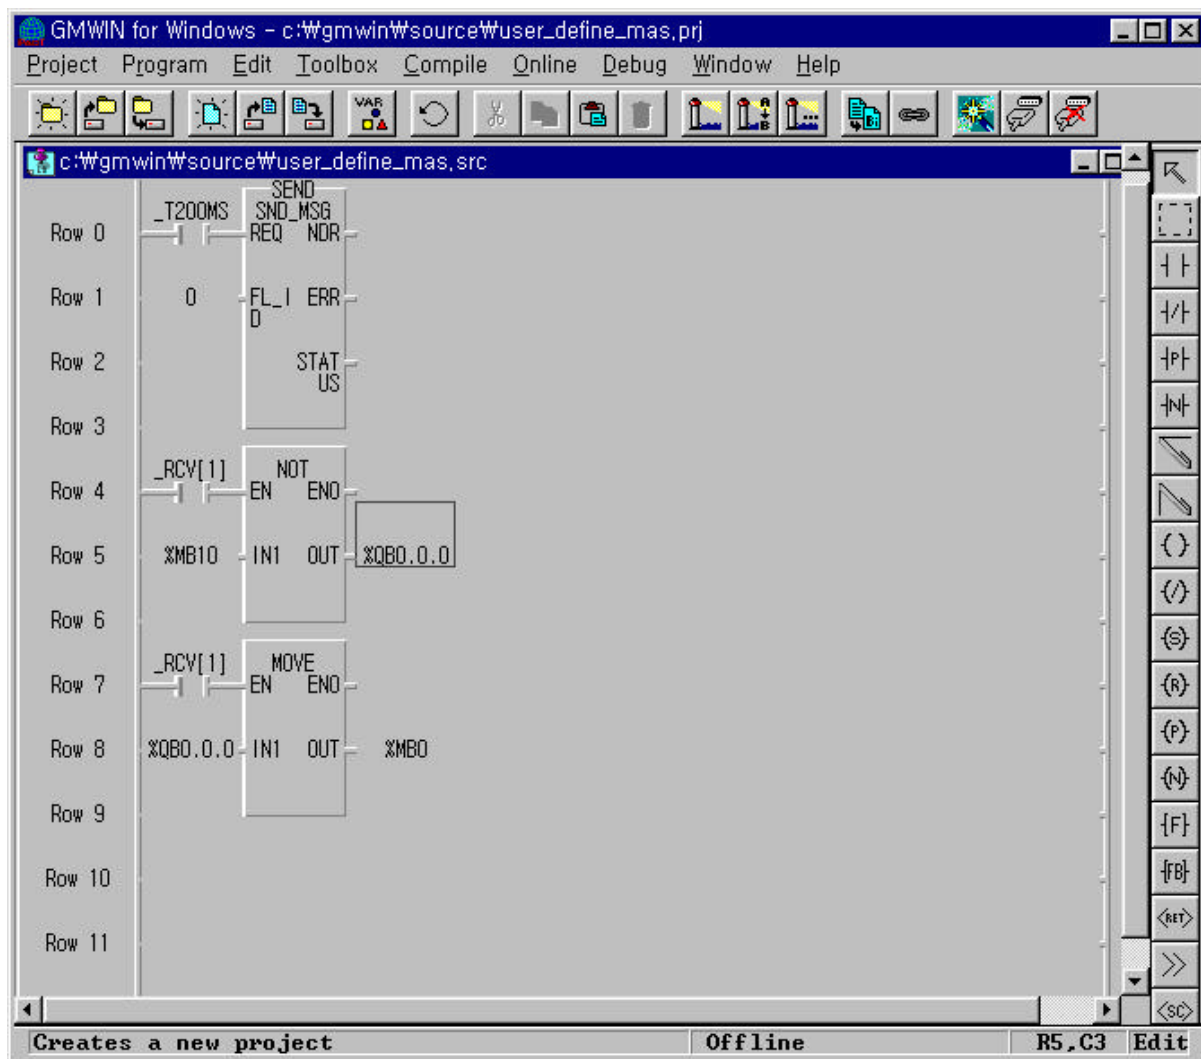 GMWIN for Windows - c:₩gmwin₩source₩user_define_mas,prj
Project Program Edit Toolbox Compile Online Debug Window Help
VAR
c:₩gmwin₩source₩user_define_mas,src
SEND
_T200MS SND_MSG
Row 0 REQ NDR
Row 1 0 FL_I ERR
D
Row 2 STAT
US
Row 3
_RCV[1] NOT
Row 4 EN ENO
Row 5 %MB10 IN1 OUT %QB0.0.0
Row 6
_RCV[1] MOVE
Row 7 EN ENO
Row 8 %QB0.0.0 IN1 OUT %MB0
Row 9
Row 10
Row 11
P
N
(S)
(R)
(P)
(N)
{F}
{FB}
<RET>
<SC>
Creates a new project Offline R5,C3 Edit